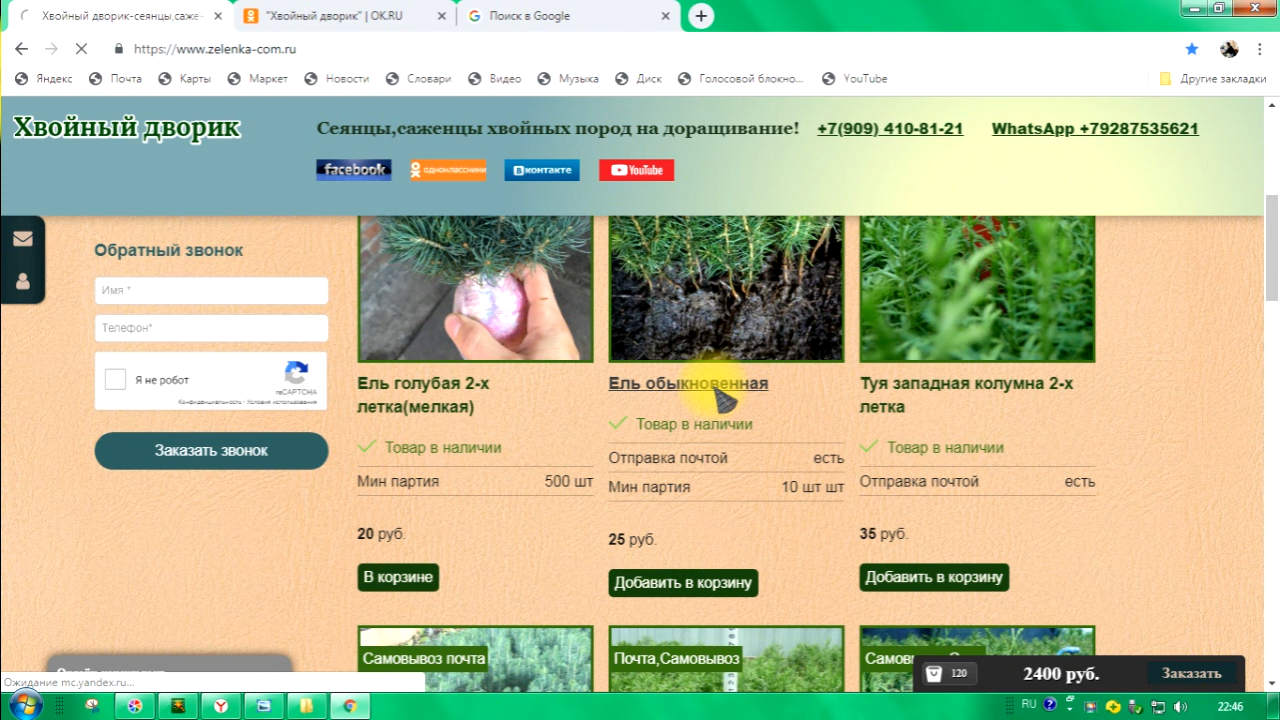 Хвойный дворик-сеянцы,саже
"Хвойный дворик" | OK.RU
Поиск в Google
https://www.zelenka-com.ru
Яндекс
Почта
Карты
Маркет
Новости
Словари
Видео
Музыка
Диск
Голосовой блокно...
YouTube
Другие закладки
Хвойный дворик
Сеянцы,саженцы хвойных пород на доращивание!
+7(909) 410-81-21
WhatsApp +79287535621
facebook
одноклассники
В контакте
YouTube
Обратный звонок
Имя *
Телефон*
Я не робот
reCAPTCHA
Конфиденциальность - Условия использования
Заказать звонок
Ель голубая 2-х
летка(мелкая)
Товар в наличии
Мин партия 500 шт
20 руб.
В корзине
Ель обыкновенная
Товар в наличии
Отправка почтой есть
Мин партия 10 шт шт
25 руб.
Добавить в корзину
Туя западная колумна 2-х
летка
Товар в наличии
Отправка почтой есть
35 руб.
Добавить в корзину
Самовывоз почта
Почта,Самовывоз
120
2400 руб.
Заказать
Ожидание mc.yandex.ru...
RU
22:46